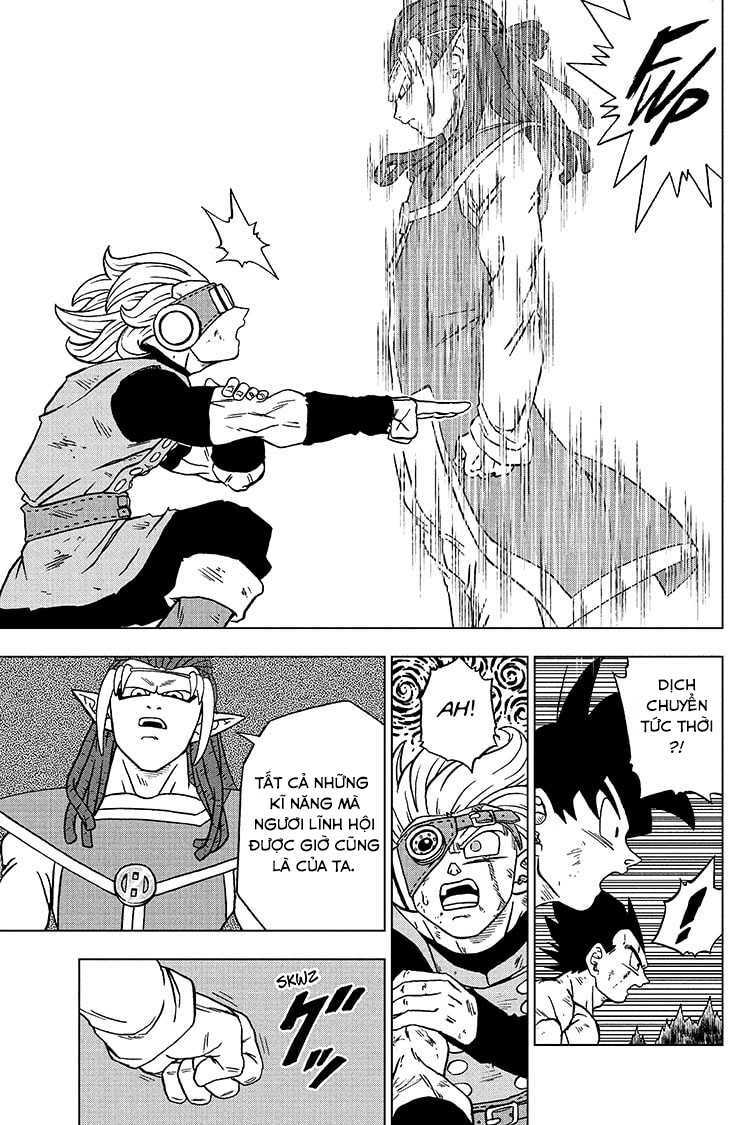 FWP
DỊCH
CHUYỂN
TỨC THỜI
?!
!
AH!
TẤT CẢ NHỮNG
KĨ NĂNG MÀ
NGƯƠI LĨNH HỘI
ĐƯỢC GIỜ CŨNG
LÀ CỦA TA.
SKWZ
グッ